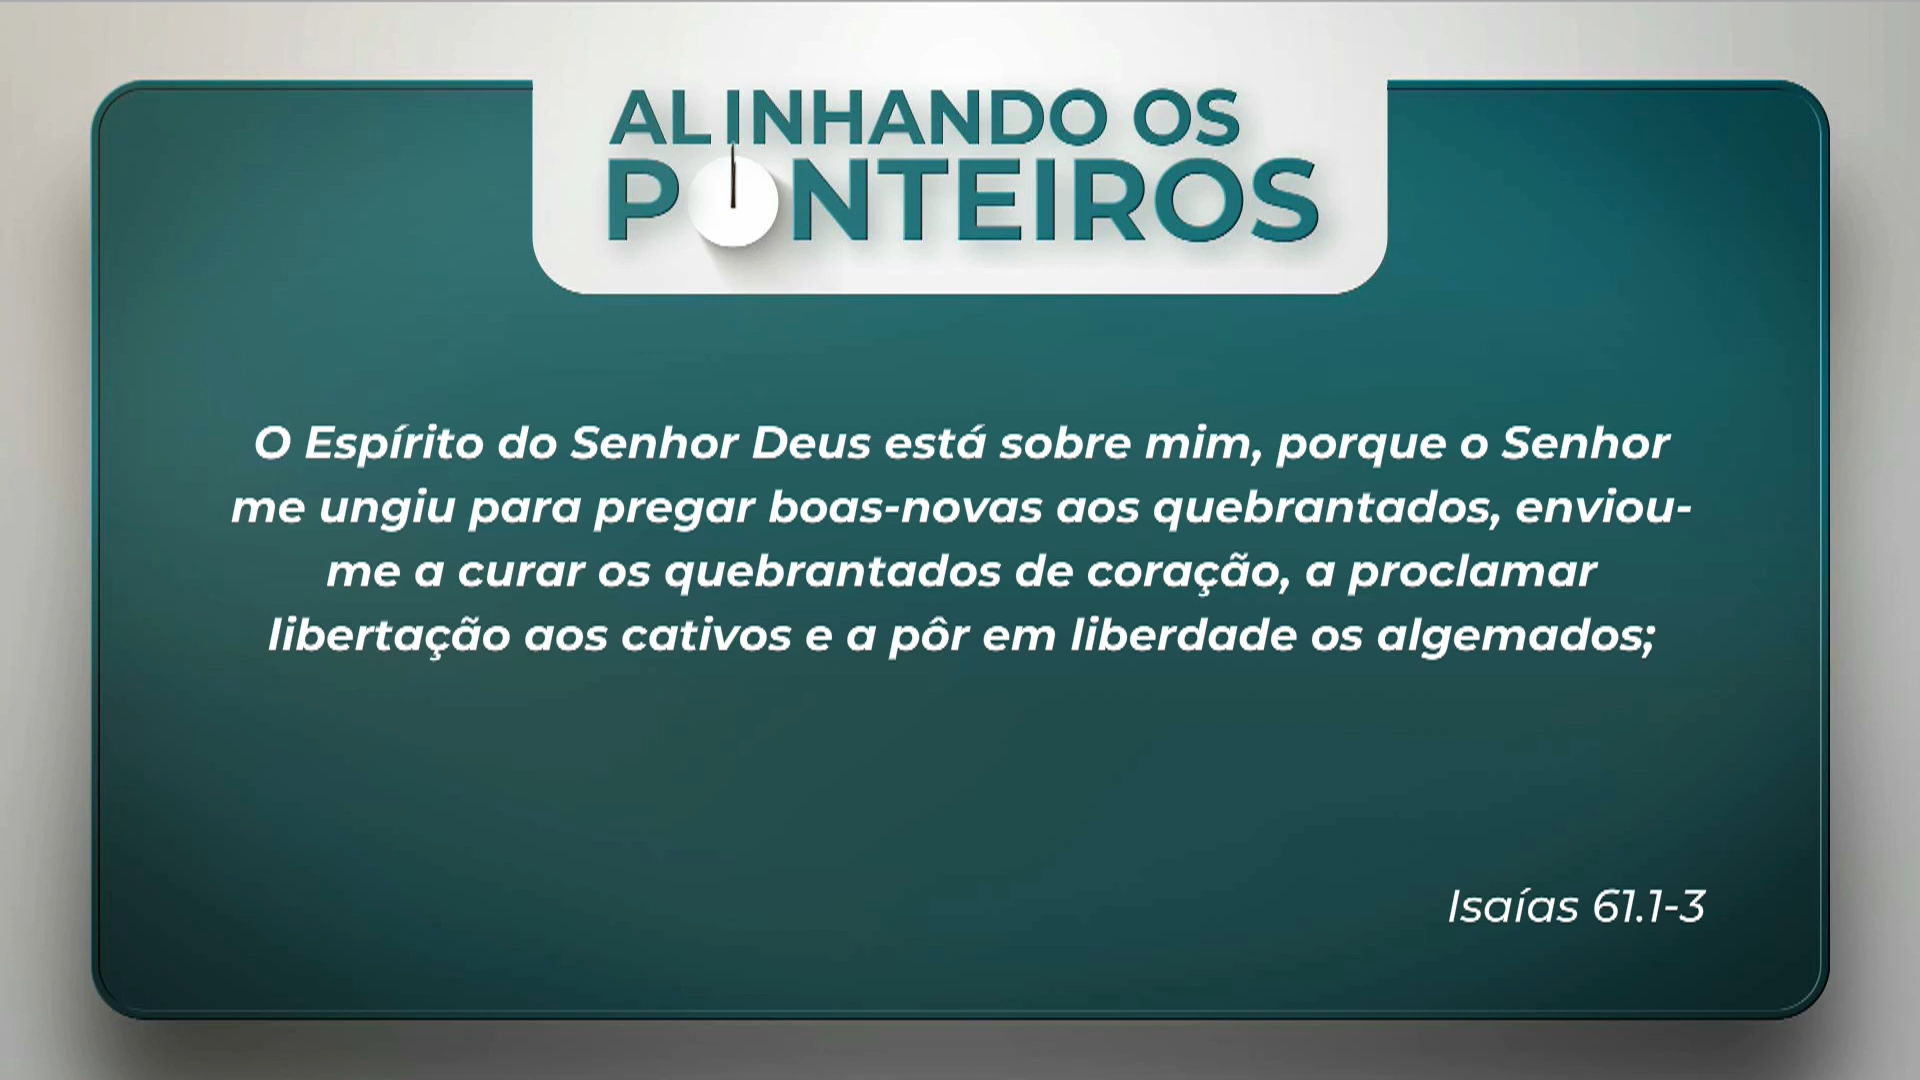 ALINHANDO OS
PONTEIROS
O Espírito do Senhor Deus está sobre mim, porque o Senhor
me ungiu para pregar boas-novas aos quebrantados, enviou-
me a curar os quebrantados de coração, a proclamar
libertação aos cativos e a pôr em liberdade os algemados;
Isaías 61.1-3